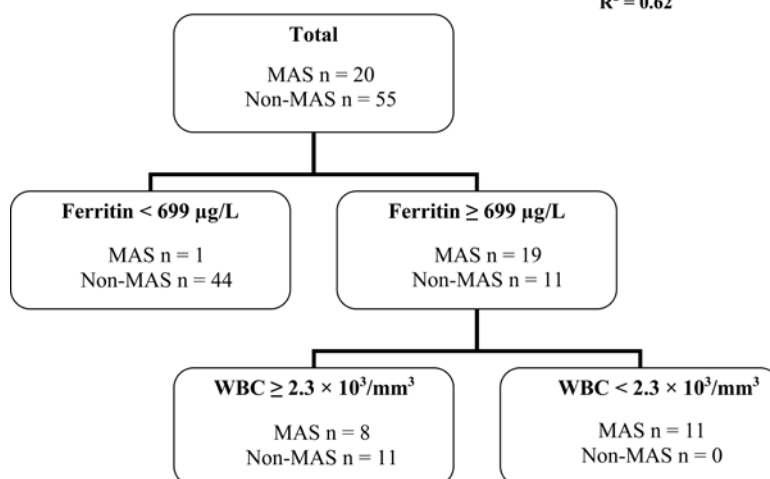 R² = 0.62
Total
MAS n = 20
Non-MAS n = 55
Ferritin < 699 µg/L
MAS n = 1
Non-MAS n = 44
Ferritin ≥ 699 µg/L
MAS n = 19
Non-MAS n = 11
WBC ≥ 2.3 × 10³/mm³
MAS n = 8
Non-MAS n = 11
WBC < 2.3 × 10³/mm³
MAS n = 11
Non-MAS n = 0